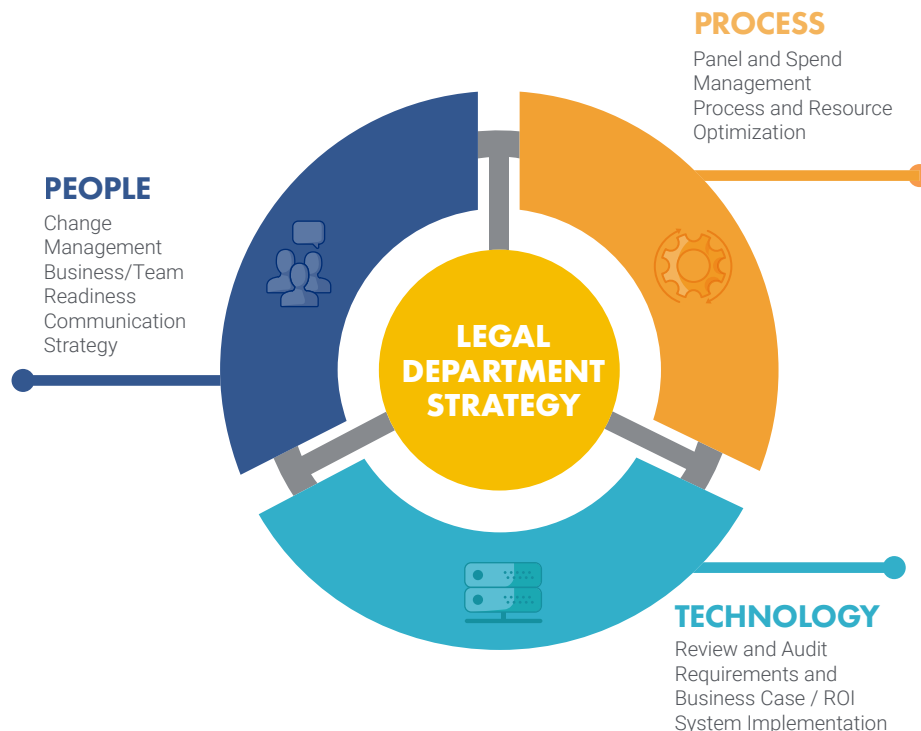 PROCESS
Panel and Spend
Management
Process and Resource
Optimization
PEOPLE
Change
Management
Business/Team
Readiness
Communication
Strategy
LEGAL
DEPARTMENT
STRATEGY
TECHNOLOGY
Review and Audit
Requirements and
Business Case / ROI
System Implementation